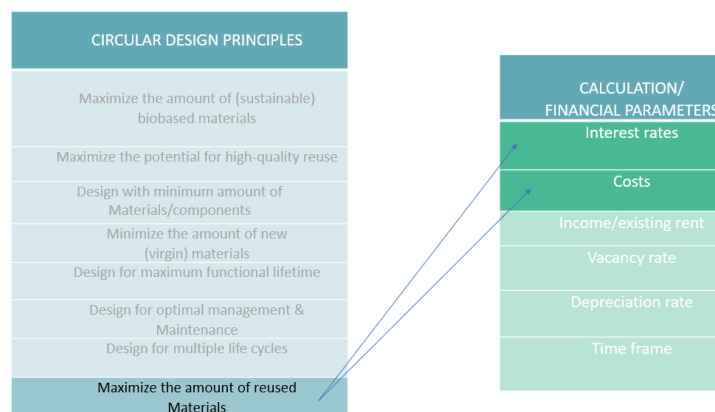 CIRCULAR DESIGN PRINCIPLES
Maximize the amount of (sustainable)
biobased materials
Maximize the potential for high-quality reuse
Design with minimum amount of
Materials/components
Minimize the amount of new
(virgin) materials
Design for maximum functional lifetime
Design for optimal management &
Maintenance
Design for multiple life cycles
Maximize the amount of reused
Materials
CALCULATION/
FINANCIAL PARAMETERS
Interest rates
Costs
Income/existing rent
Vacancy rate
Depreciation rate
Time frame